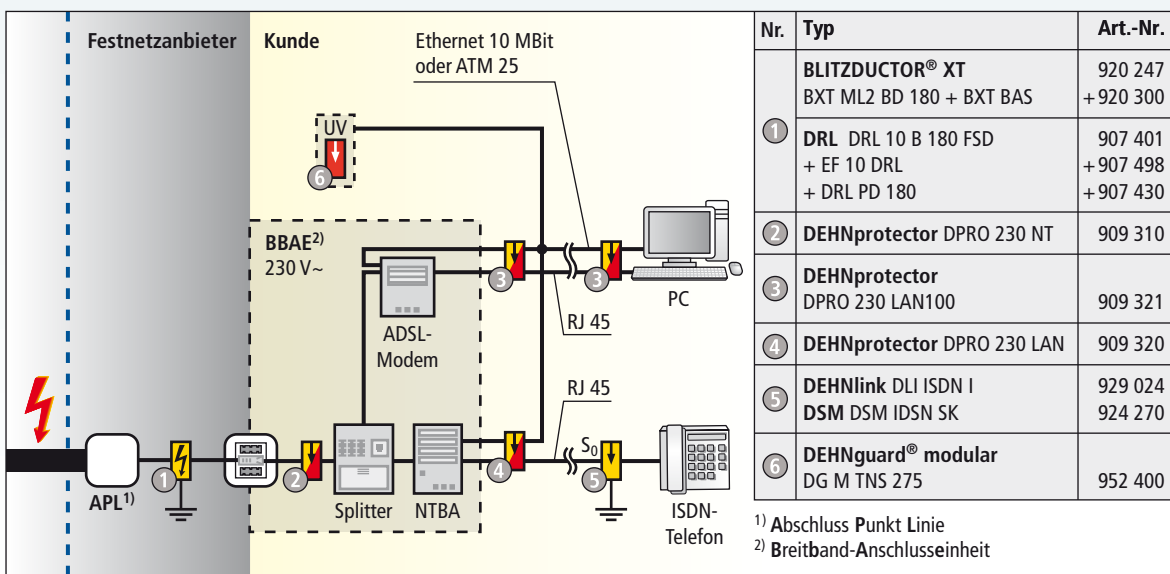 Festnetzanbieter
Kunde
Ethernet 10 MBit
oder ATM 25
UV
6
BBAE2)
230 V~
3
3
PC
ADSL-
Modem
RJ 45
RJ 45
S0
APL1)
1
2
Splitter
NTBA
4
5
ISDN-
Telefon
Nr. Typ Art.-Nr.
1
BLITZDUCTOR® XT 920 247
BXT ML2 BD 180 + BXT BAS +920 300
DRL DRL 10 B 180 FSD 907 401
+ EF 10 DRL +907 498
+ DRL PD 180 +907 430
2 DEHNprotector DPRO 230 NT 909 310
3 DEHNprotector
DPRO 230 LAN100 909 321
4 DEHNprotector DPRO 230 LAN 909 320
5 DEHNlink DLI ISDN I 929 024
DSM DSM IDSN SK 924 270
6 DEHNguard® modular
DG M TNS 275 952 400
1) Abschluss Punkt Linie
2) Breitband-Anschlusseinheit